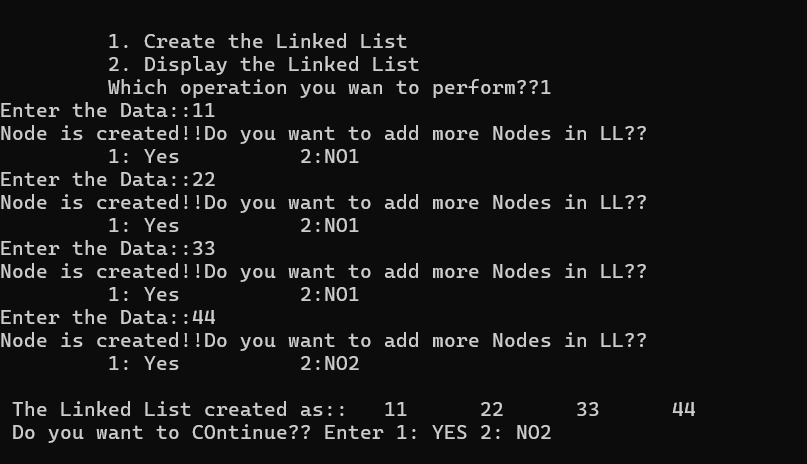 1. Create the Linked List
2. Display the Linked List
Which operation you wan to perform??1
Enter the Data::11
Node is created!!Do you want to add more Nodes in LL??
1: Yes          2:NO1
Enter the Data::22
Node is created!!Do you want to add more Nodes in LL??
1: Yes          2:NO1
Enter the Data::33
Node is created!!Do you want to add more Nodes in LL??
1: Yes          2:NO1
Enter the Data::44
Node is created!!Do you want to add more Nodes in LL??
1: Yes          2:NO2
The Linked List created as::   11      22      33      44
Do you want to COntinue?? Enter 1: YES 2: NO2